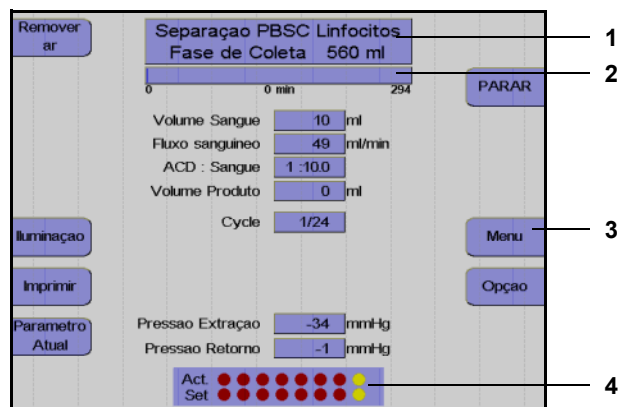 Remover
ar
Separaçao PBSC Linfocitos
Fase de Coleta 560 ml
1
2
0 0 min 294
PARAR
Volume Sangue 10 ml
Fluxo sanguineo 49 ml/min
ACD : Sangue 1 :10.0
Volume Produto 0 ml
Cycle 1/24
Iluminaçao
Menu
3
Imprimir
Opçao
Parametro
Atual
Pressao Extraçao -34 mmHg
Pressao Retorno -1 mmHg
Act.
Set
4